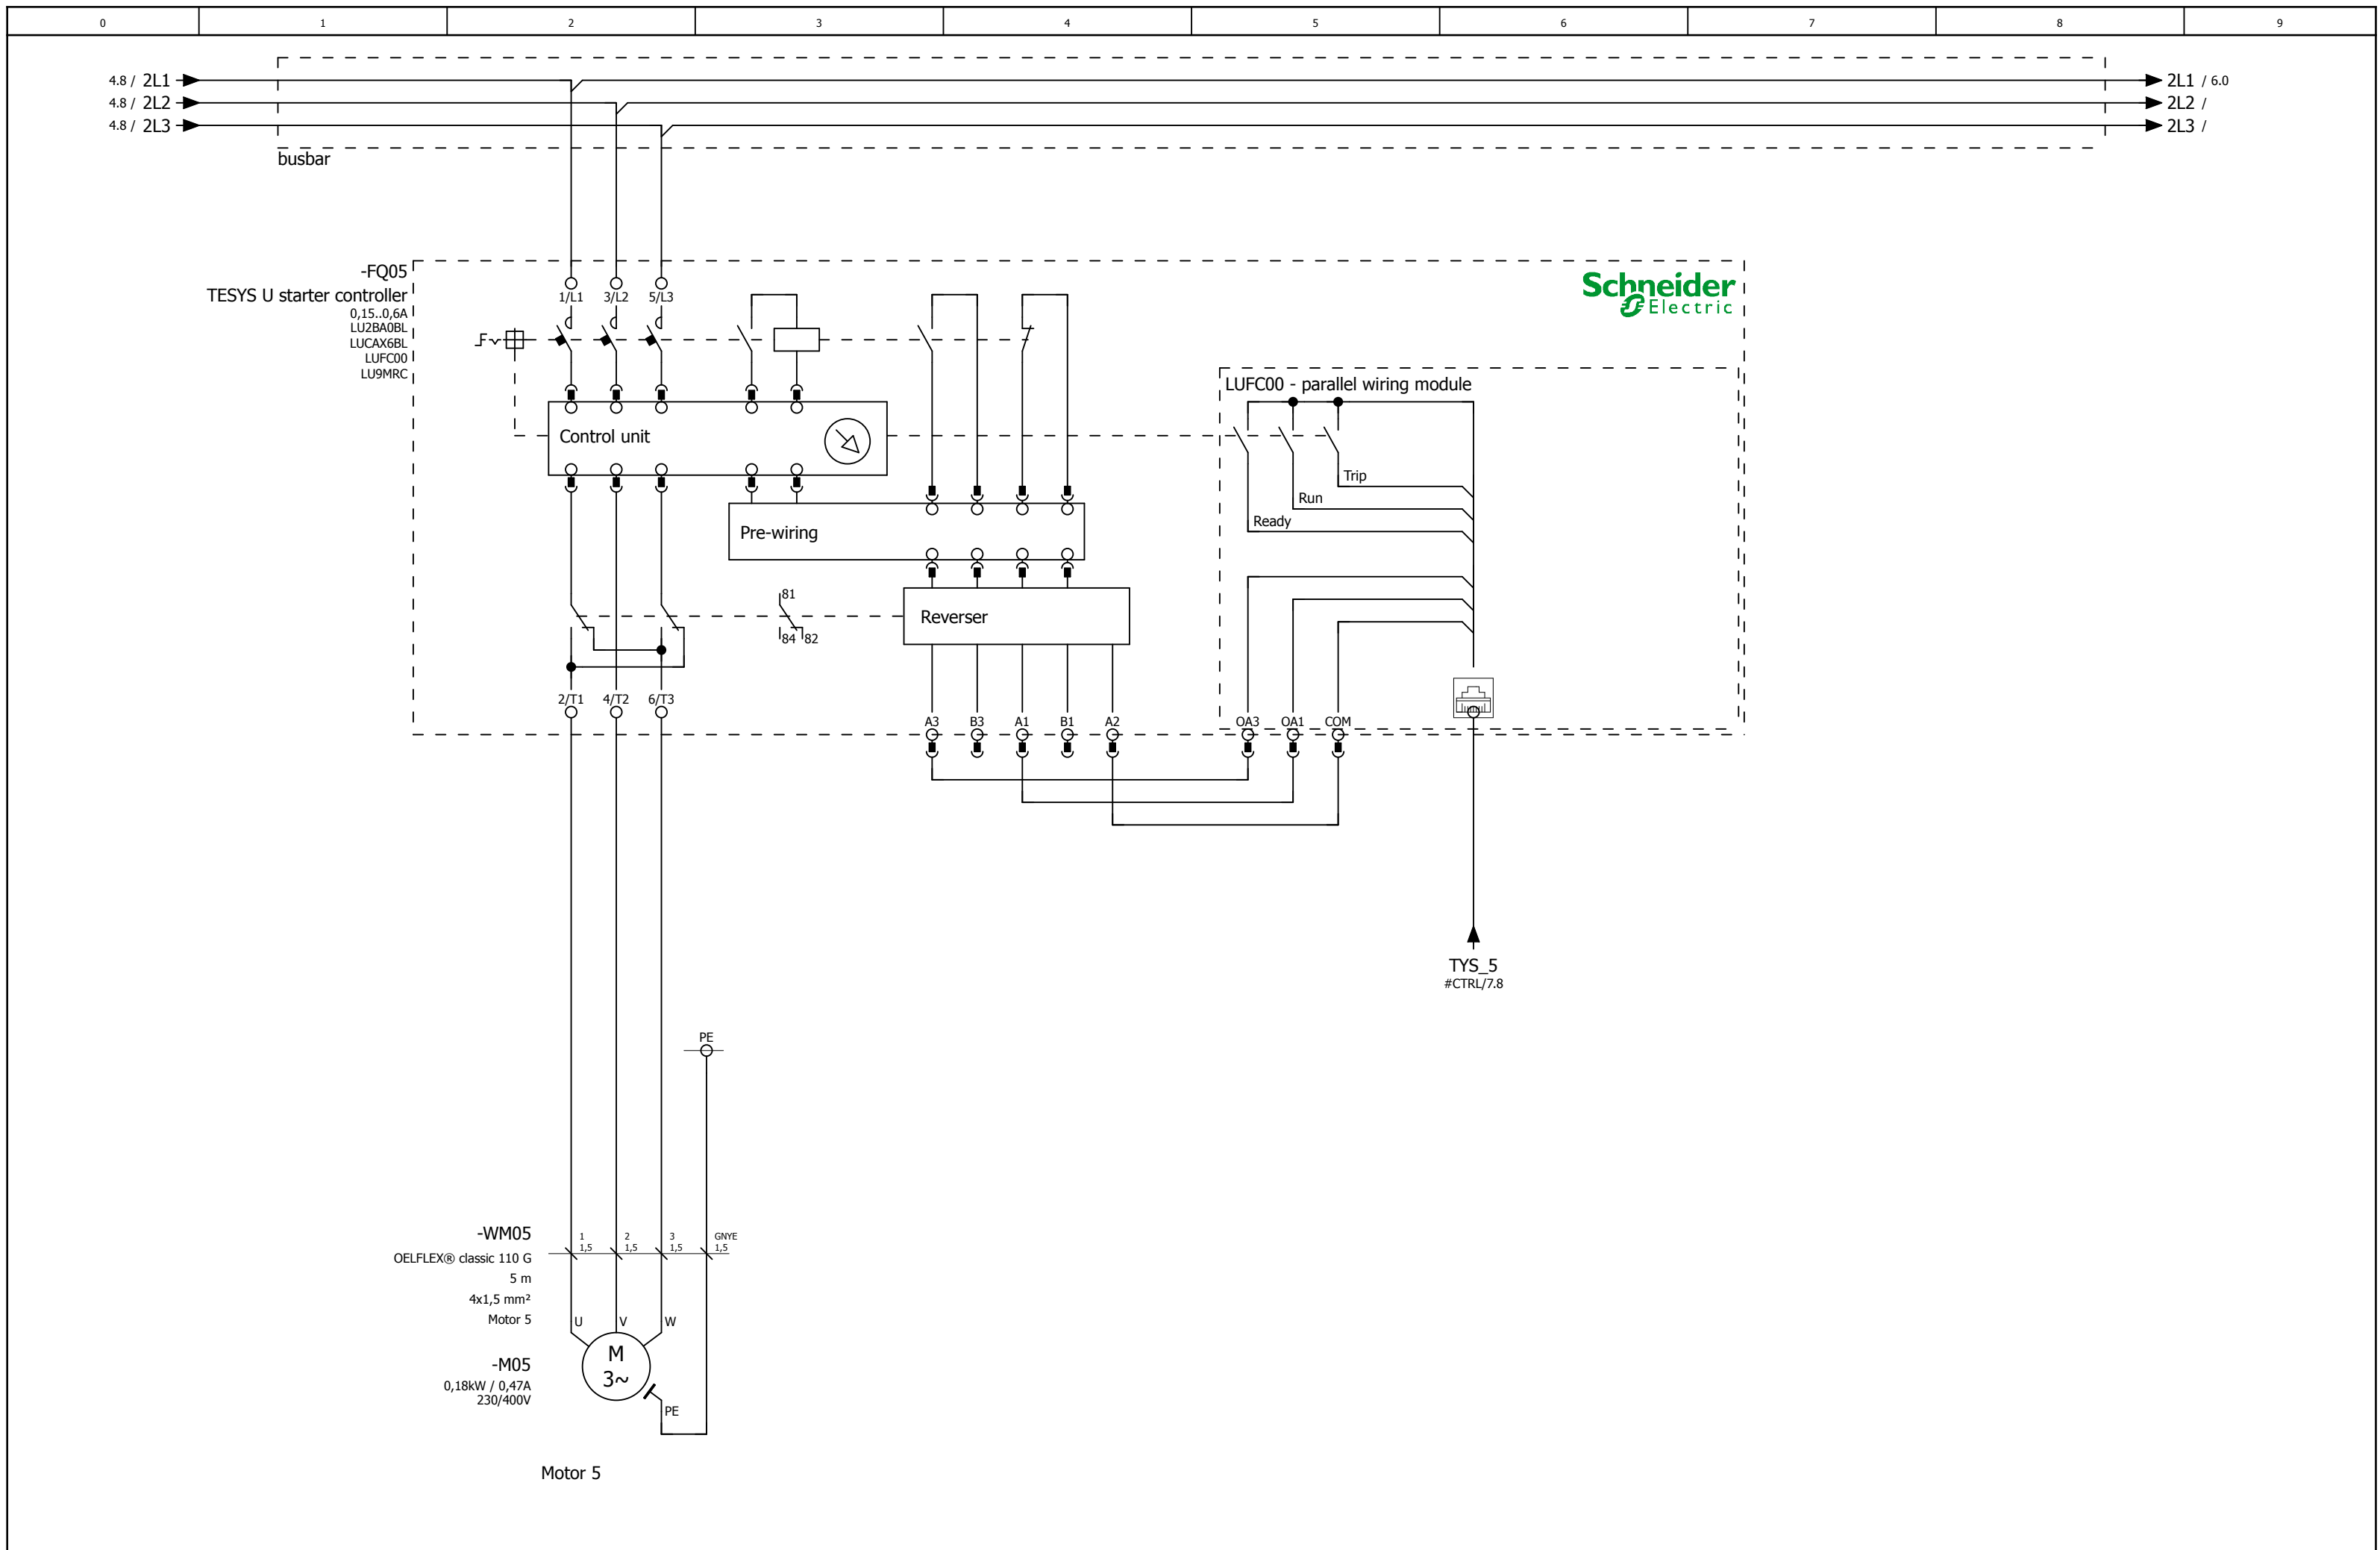 0 1 2 3 4 5 6 7 8 9
4.8 / 2L1
2L1 / 6.0
4.8 / 2L2
2L2 /
4.8 / 2L3
2L3 /
busbar
-FQ05
TESYS U starter controller
0,15..0,6A
LU2BA0BL
LUCAX6BL
LUFC00
LU9MRC
1/L1 3/L2 5/L3
Schneider
Electric
LUFC00 - parallel wiring module
Control unit
Trip
Run
Ready
Pre-wiring
81
84 82
Reverser
2/T1 4/T2 6/T3
A3 B3 A1 B1 A2
OA3 OA1 COM
TYS_5
#CTRL/7.8
PE
-WM05
OELFLEX® classic 110 G
5 m
4x1,5 mm²
Motor 5
1 2 3 GNYE
1,5 1,5 1,5 1,5
U V W
M
3~
-M05
0,18kW / 0,47A
230/400V
PE
Motor 5